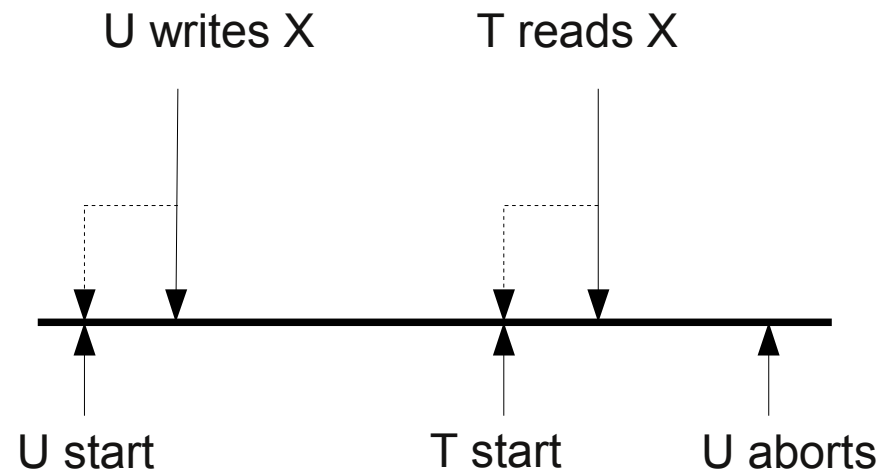 U writes X
T reads X
U start
T start
U aborts